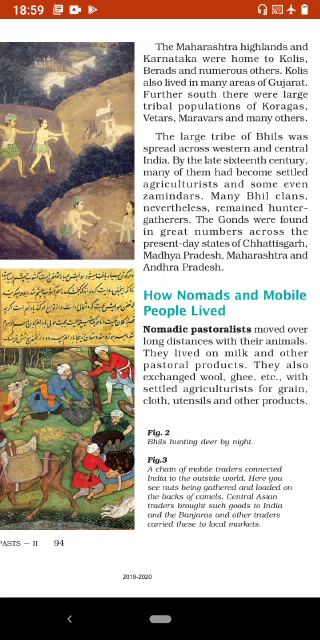 18:59
The Maharashtra highlands and
Karnataka were home to Kolis,
Berads and numerous others. Kolis
also lived in many areas of Gujarat.
Further south there were large
tribal populations of Koragas,
Vetars, Maravars and many others.
The large tribe of Bhils was
spread across western and central
India. By the late sixteenth century,
many of them had become settled
agriculturists and some even
zamindars. Many Bhil clans,
nevertheless, remained hunter-
gatherers. The Gonds were found
in great numbers across the
present-day states of Chhattisgarh,
Madhya Pradesh, Maharashtra and
Andhra Pradesh.
How Nomads and Mobile
People Lived
Nomadic pastoralists moved over
long distances with their animals.
They lived on milk and other
pastoral products. They also
exchanged wool, ghee, etc., with
settled agriculturists for grain,
cloth, utensils and other products.
Fig. 2
Bhils hunting deer by night.
Fig.3
A chain of mobile traders connected
India to the outside world. Here you
see nuts being gathered and loaded on
the backs of camels. Central Asian
traders brought such goods to India
and the Banjaras and other traders
carried these to local markets.
PASTS – II 94
2019-2020